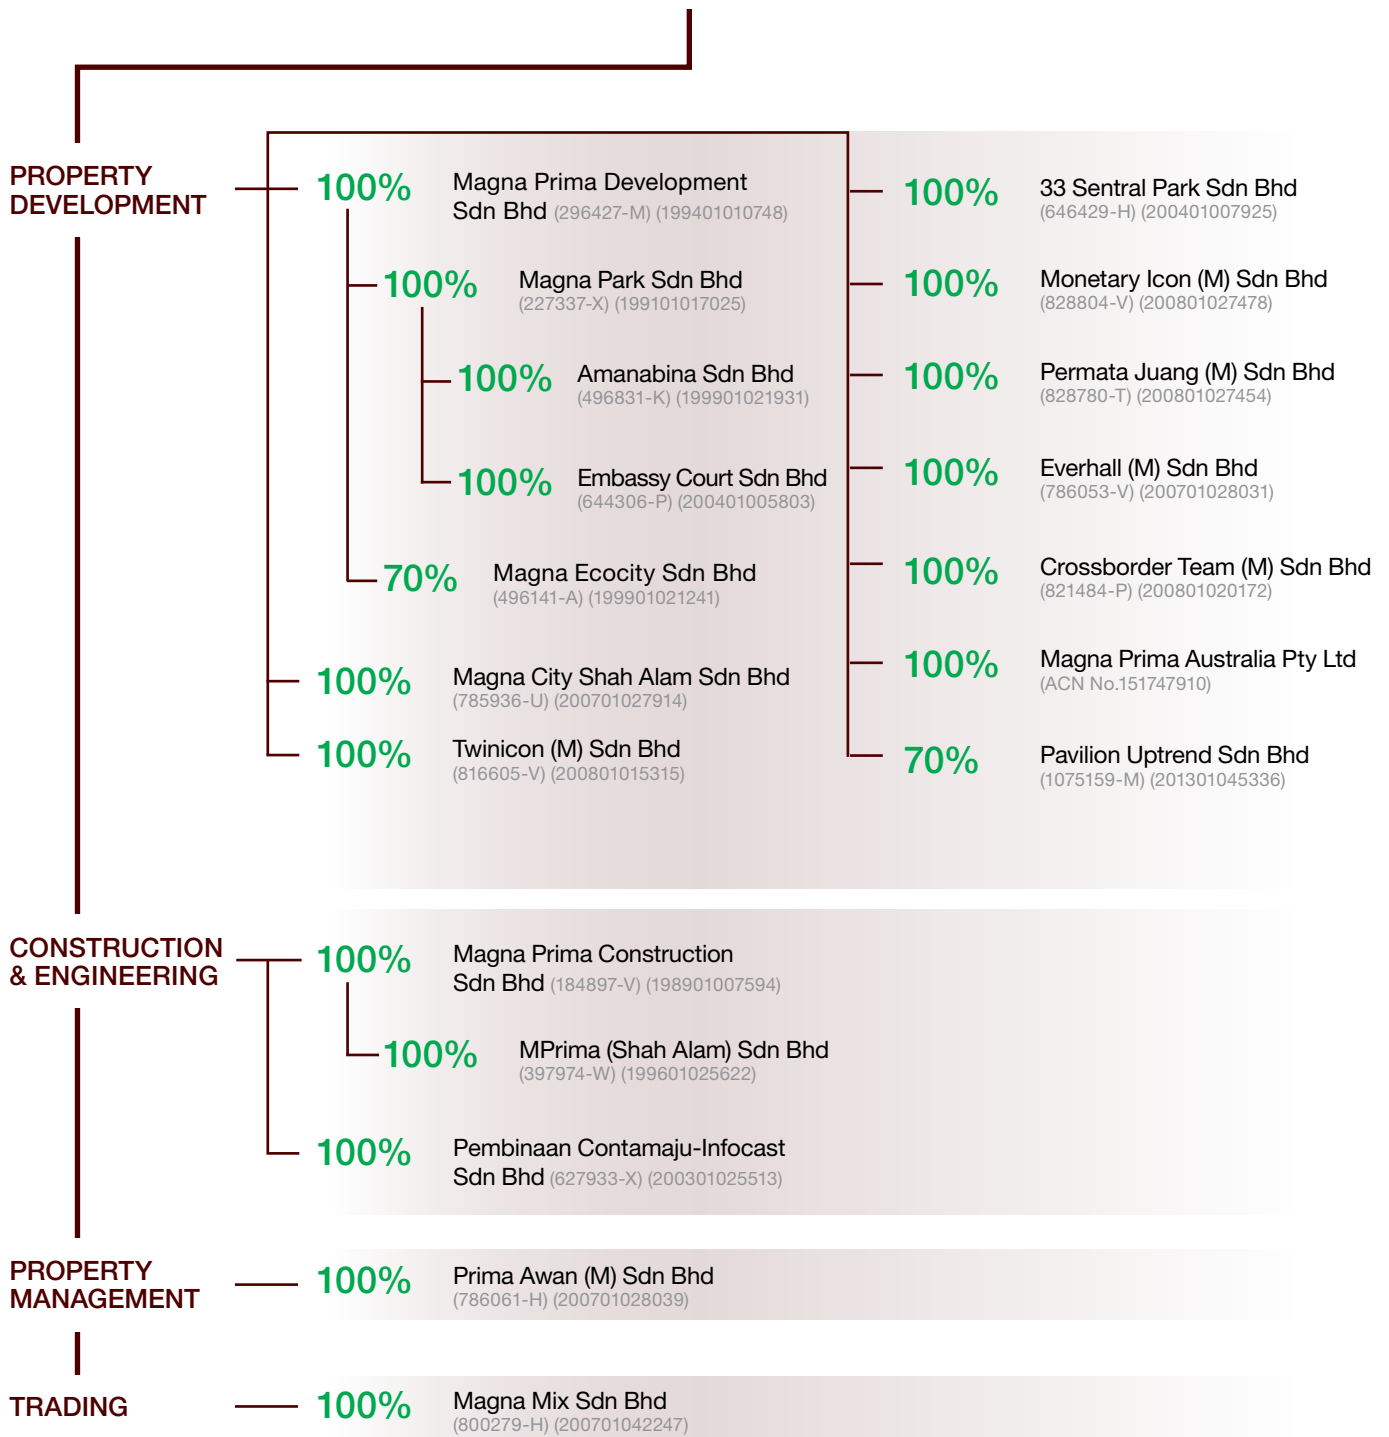 PROPERTY
DEVELOPMENT
100%
Magna Prima Development
Sdn Bhd (296427-M) (199401010748)
100%
Magna Park Sdn Bhd
(227337-X) (199101017025)
100%
Amanabina Sdn Bhd
(496831-K) (199901021931)
100%
Embassy Court Sdn Bhd
(644306-P) (200401005803)
70%
Magna Ecocity Sdn Bhd
(496141-A) (199901021241)
100%
Magna City Shah Alam Sdn Bhd
(785936-U) (200701027914)
100%
Twinicon (M) Sdn Bhd
(816605-V) (200801015315)
100%
33 Sentral Park Sdn Bhd
(646429-H) (200401007925)
100%
Monetary Icon (M) Sdn Bhd
(828804-V) (200801027478)
100%
Permata Juang (M) Sdn Bhd
(828780-T) (200801027454)
100%
Everhall (M) Sdn Bhd
(786053-V) (200701028031)
100%
Crossborder Team (M) Sdn Bhd
(821484-P) (200801020172)
100%
Magna Prima Australia Pty Ltd
(ACN No.151747910)
70%
Pavilion Uptrend Sdn Bhd
(1075159-M) (201301045336)
CONSTRUCTION
& ENGINEERING
100%
Magna Prima Construction
Sdn Bhd (184897-V) (198901007594)
100%
MPrima (Shah Alam) Sdn Bhd
(397974-W) (199601025622)
100%
Pembinaan Contamaju-Infocast
Sdn Bhd (627933-X) (200301025513)
PROPERTY
MANAGEMENT
100%
Prima Awan (M) Sdn Bhd
(786061-H) (200701028039)
TRADING
100%
Magna Mix Sdn Bhd
(800279-H) (200701042247)